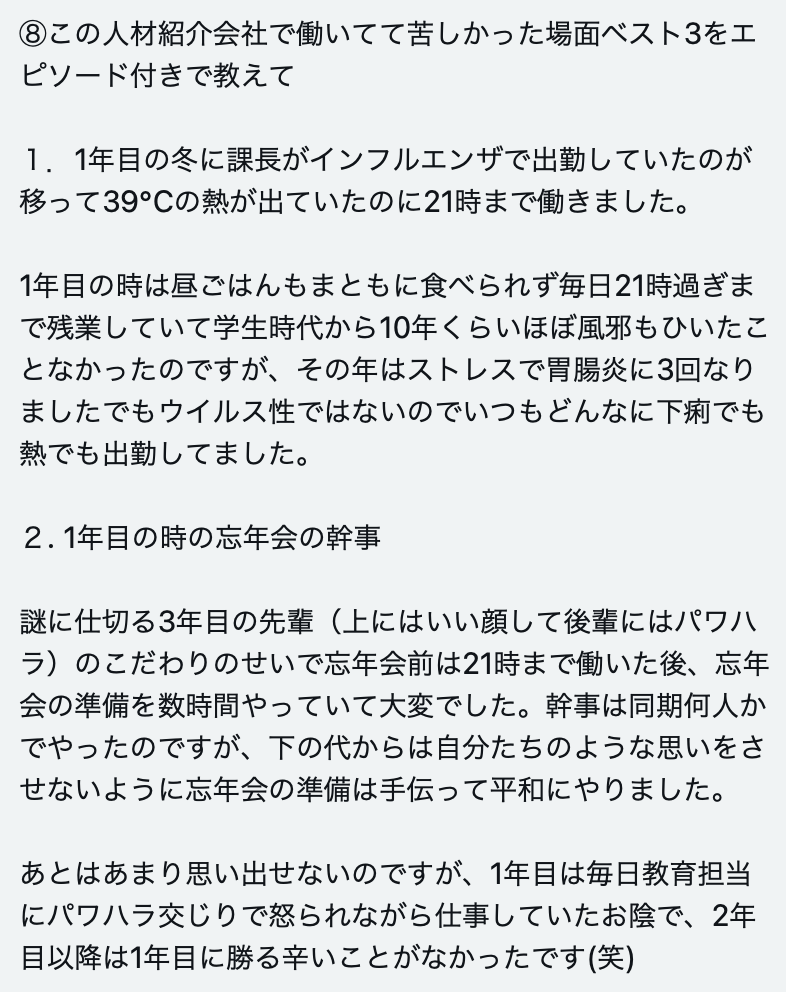 ⑧この人材紹介会社で働いてて苦しかった場面ベスト3をエ
ピソード付きで教えて
１．1年目の冬に課長がインフルエンザで出勤していたのが
移って39°Cの熱が出ていたのに21時まで働きました。
1年目の時は昼ごはんもまともに食べられず毎日21時過ぎま
で残業していて学生時代から10年くらいほぼ風邪もひいたこ
となかったのですが、その年はストレスで胃腸炎に3回なり
ましたでもウイルス性ではないのでいつもどんなに下痢でも
熱でも出勤してました。
２. 1年目の時の忘年会の幹事
謎に仕切る3年目の先輩（上にはいい顔して後輩にはパワハ
ラ）のこだわりのせいで忘年会前は21時まで働いた後、忘年
会の準備を数時間やっていて大変でした。幹事は同期何人か
でやったのですが、下の代からは自分たちのような思いをさ
せないように忘年会の準備は手伝って平和にやりました。
あとはあまり思い出せないのですが、1年目は毎日教育担当
にパワハラ交じりで怒られながら仕事していたお陰で、2年
目以降は1年目に勝る辛いことがなかったです(笑)